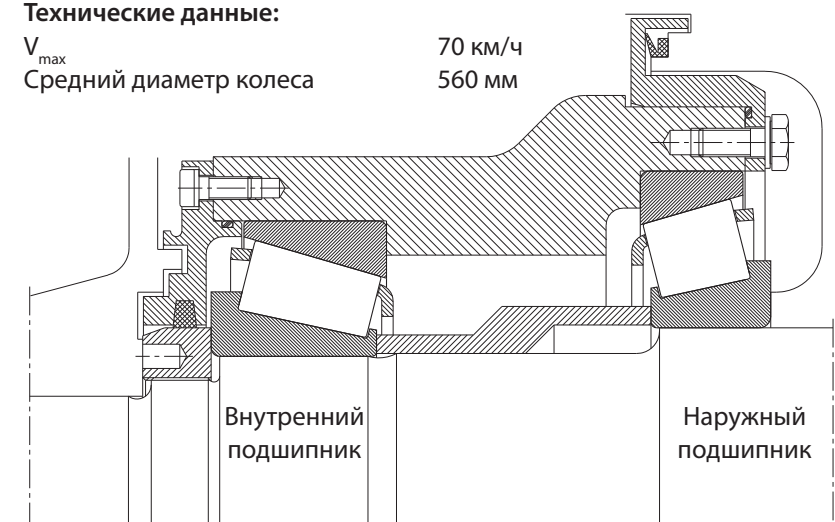 Технические данные:
Vmax 70 км/ч
Средний диаметр колеса 560 мм
Внутренний
подшипник
Наружный
подшипник